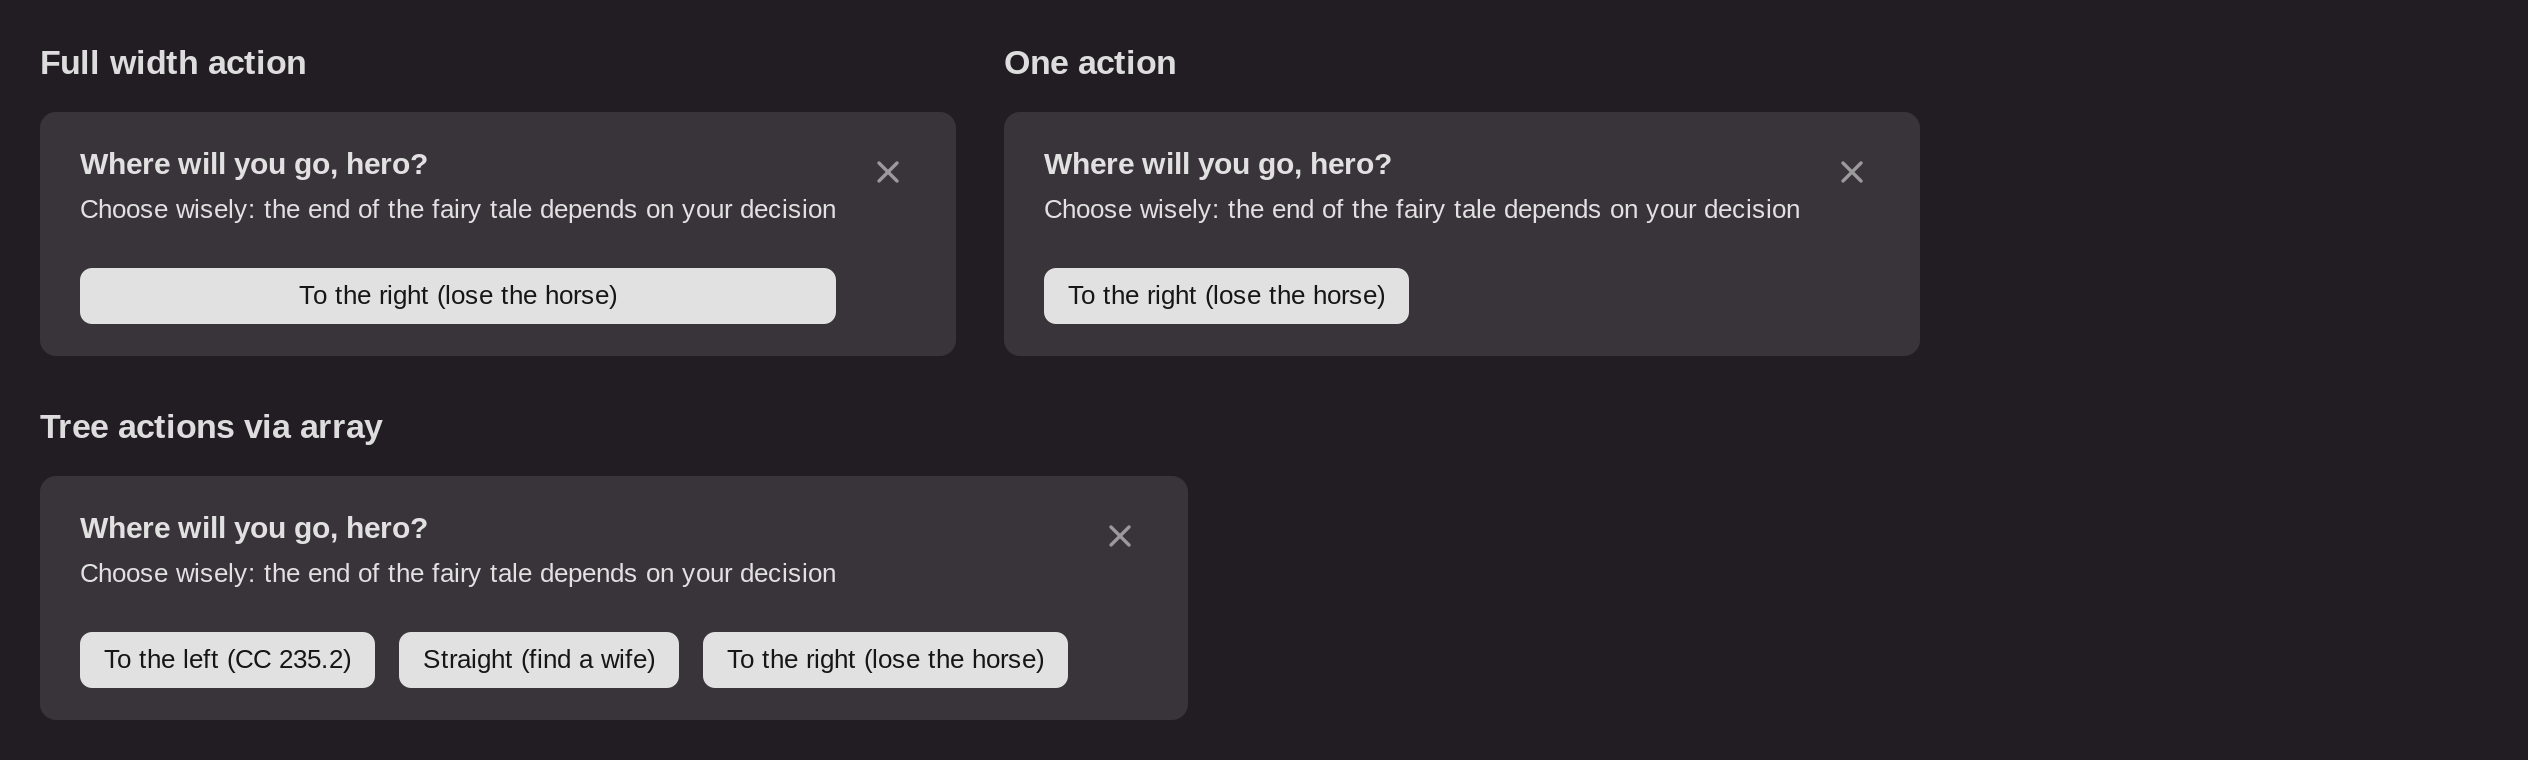 Full width action
Where will you go, hero?
Choose wisely: the end of the fairy tale depends on your decision
To the right (lose the horse)
One action
Where will you go, hero?
Choose wisely: the end of the fairy tale depends on your decision
To the right (lose the horse)
Tree actions via array
Where will you go, hero?
Choose wisely: the end of the fairy tale depends on your decision
To the left (CC 235.2)
Straight (find a wife)
To the right (lose the horse)